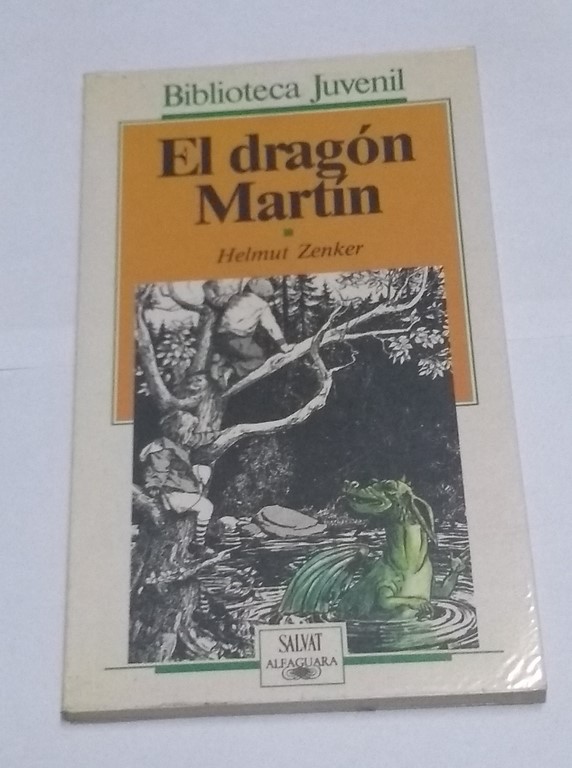 Biblioteca Juvenil
El dragón
Martín
Helmut Zenker
SALVAT
ALFAGUARA